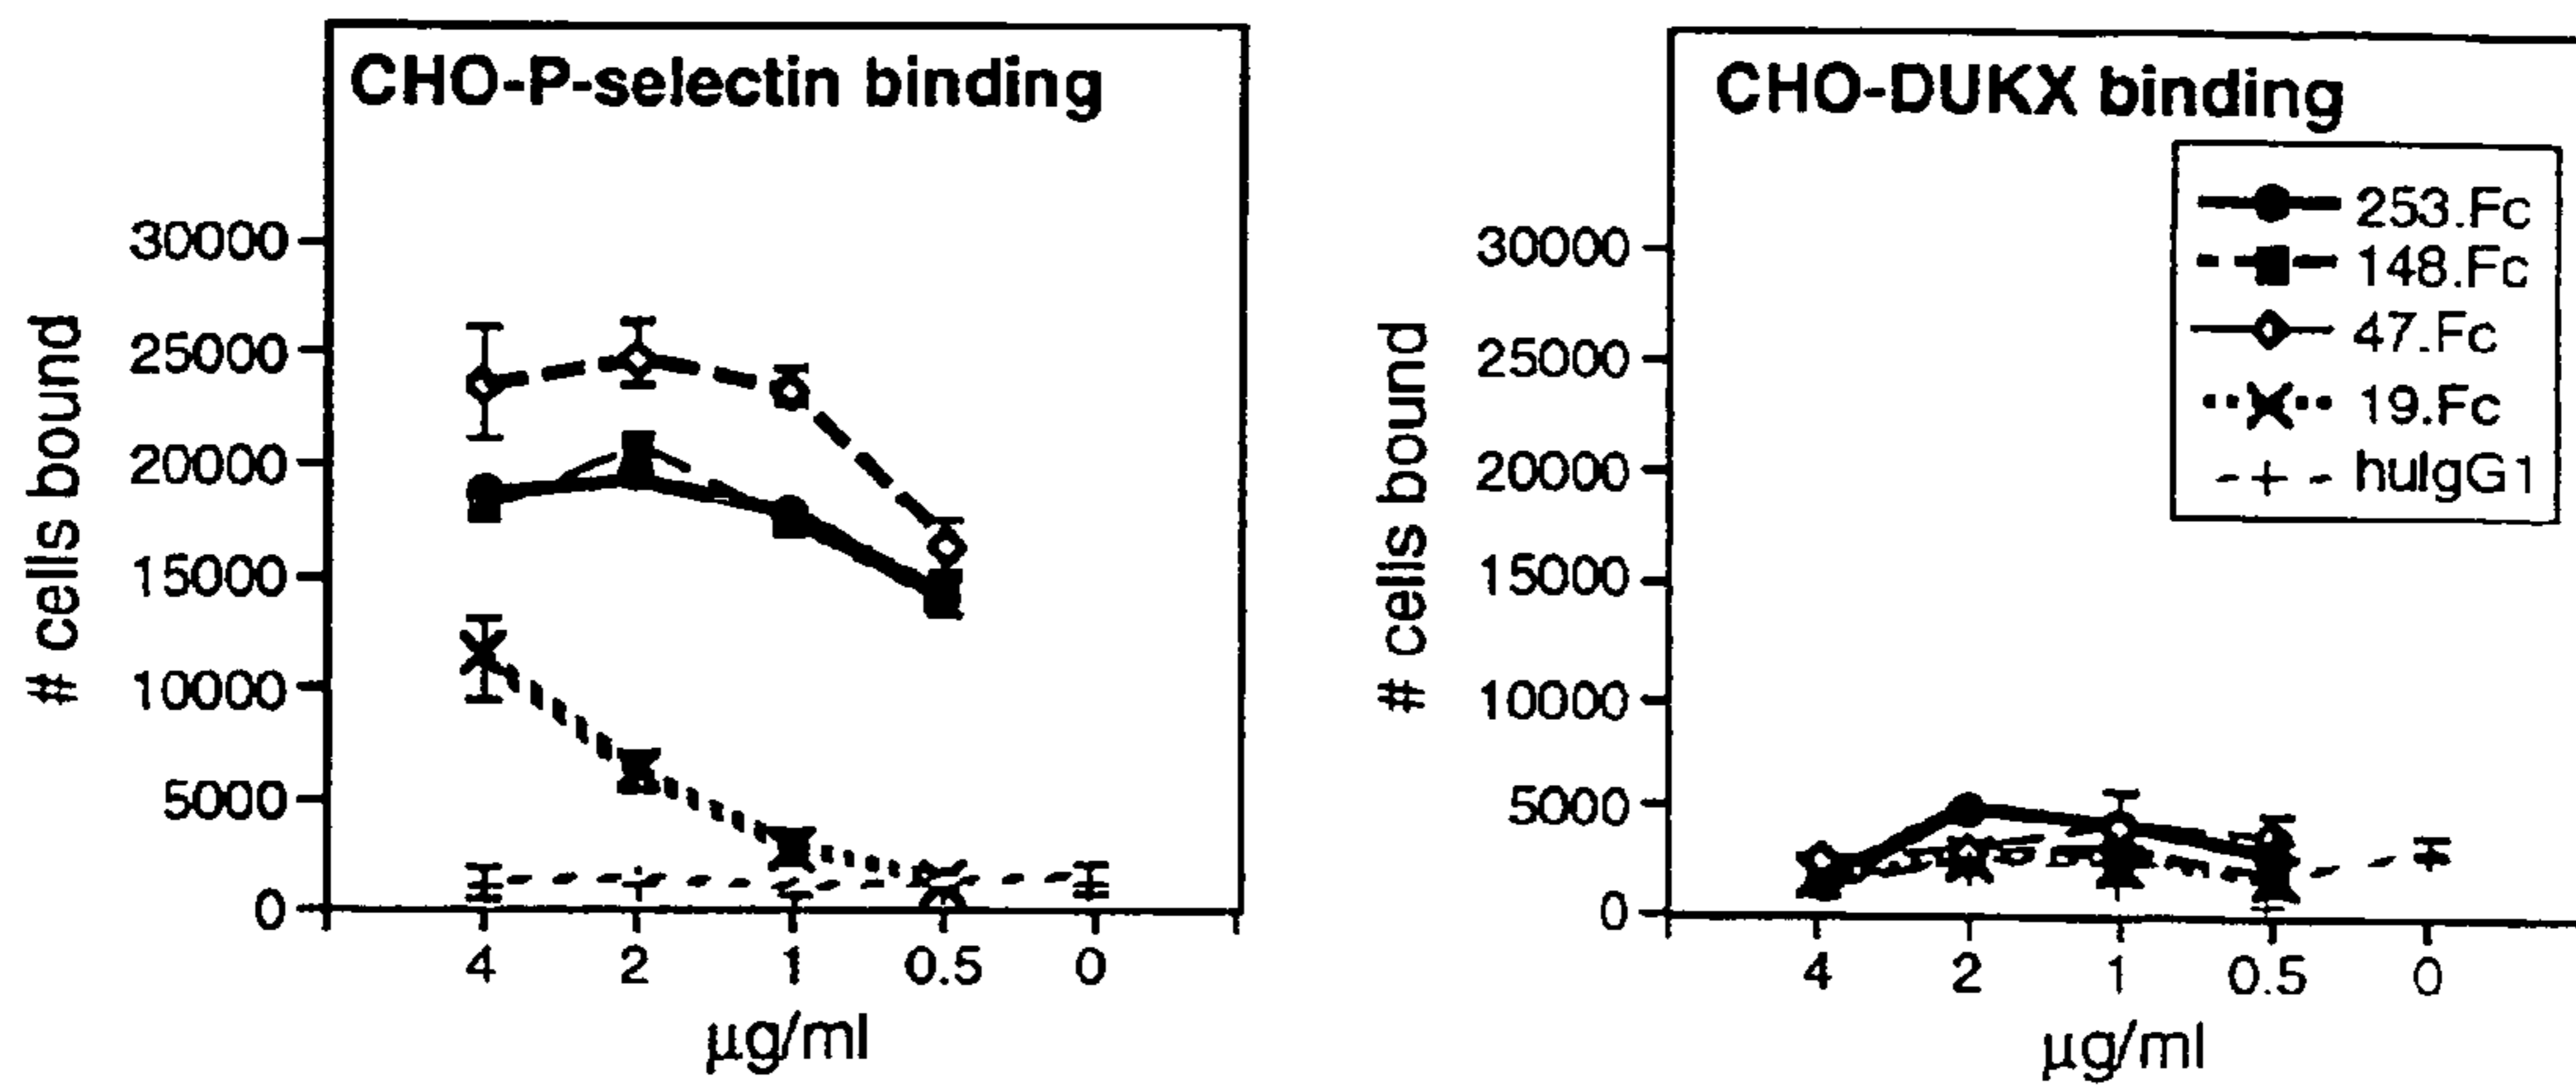 CHO-P-selectin binding
# cells bound
30000
25000
20000
15000
10000
5000
0
4 2 1 0.5 0
µg/ml
CHO-DUKX binding
253.Fc
148.Fc
47.Fc
19.Fc
huIgG1
# cells bound
30000
25000
20000
15000
10000
5000
0
4 2 1 0.5 0
µg/ml